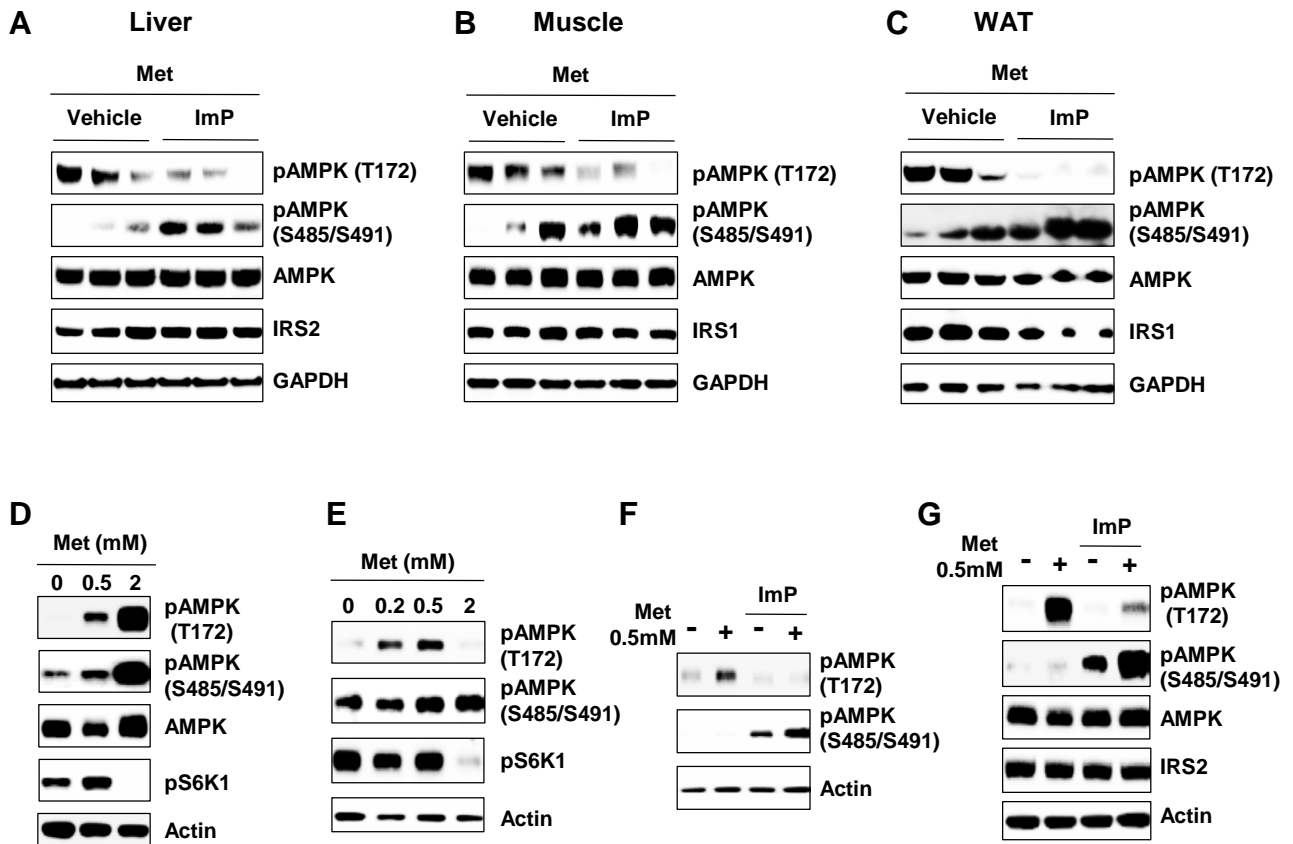 A Liver
Met
Vehicle ImP
pAMPK (T172)
pAMPK
(S485/S491)
AMPK
IRS2
GAPDH
B Muscle
Met
Vehicle ImP
pAMPK (T172)
pAMPK
(S485/S491)
AMPK
IRS1
GAPDH
C WAT
Met
Vehicle ImP
pAMPK (T172)
pAMPK
(S485/S491)
AMPK
IRS1
GAPDH
D
Met (mM)
0 0.5 2
pAMPK
(T172)
pAMPK
(S485/S491)
AMPK
pS6K1
Actin
E
Met (mM)
0 0.2 0.5 2
pAMPK
(T172)
pAMPK
(S485/S491)
pS6K1
Actin
F
ImP
Met
0.5mM - + - +
pAMPK
(T172)
pAMPK
(S485/S491)
Actin
G
ImP
Met
0.5mM - + - +
pAMPK
(T172)
pAMPK
(S485/S491)
AMPK
IRS2
Actin